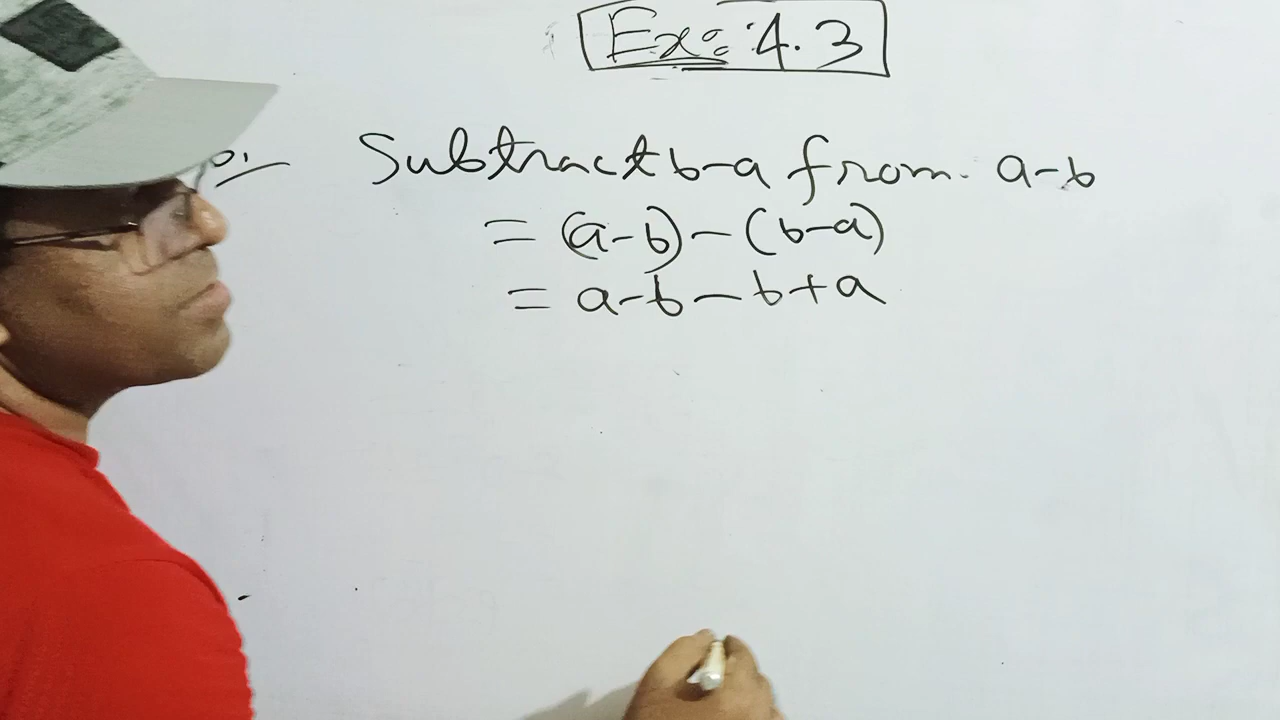 Ex: 4.3
Subtract b-a from a-b
= (a-b)-(b-a)
= a-b-b+a